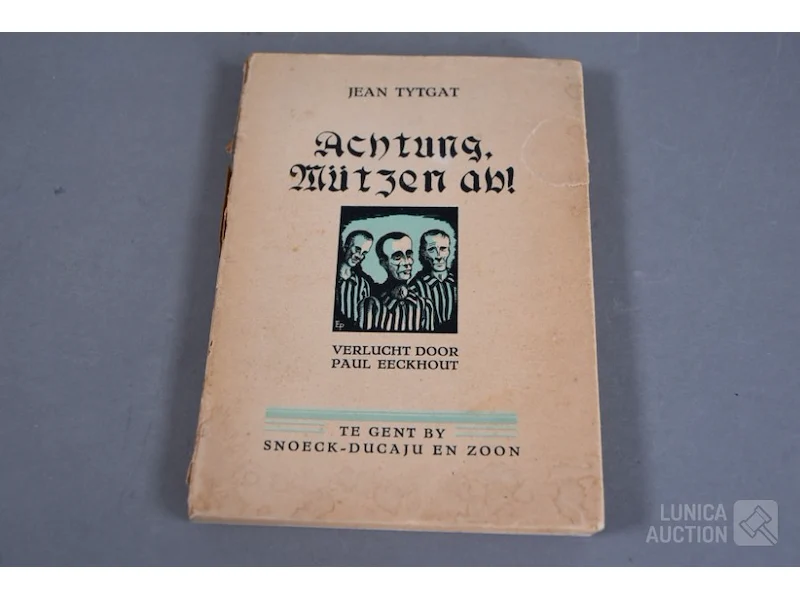 JEAN TYTGAT
Achtung,
Mützen ab!
EP
VERLUCHT DOOR
PAUL EECKHOUT
TE GENT BY
SNOECK-DUCAJU EN ZOON
LUNICA
AUCTION